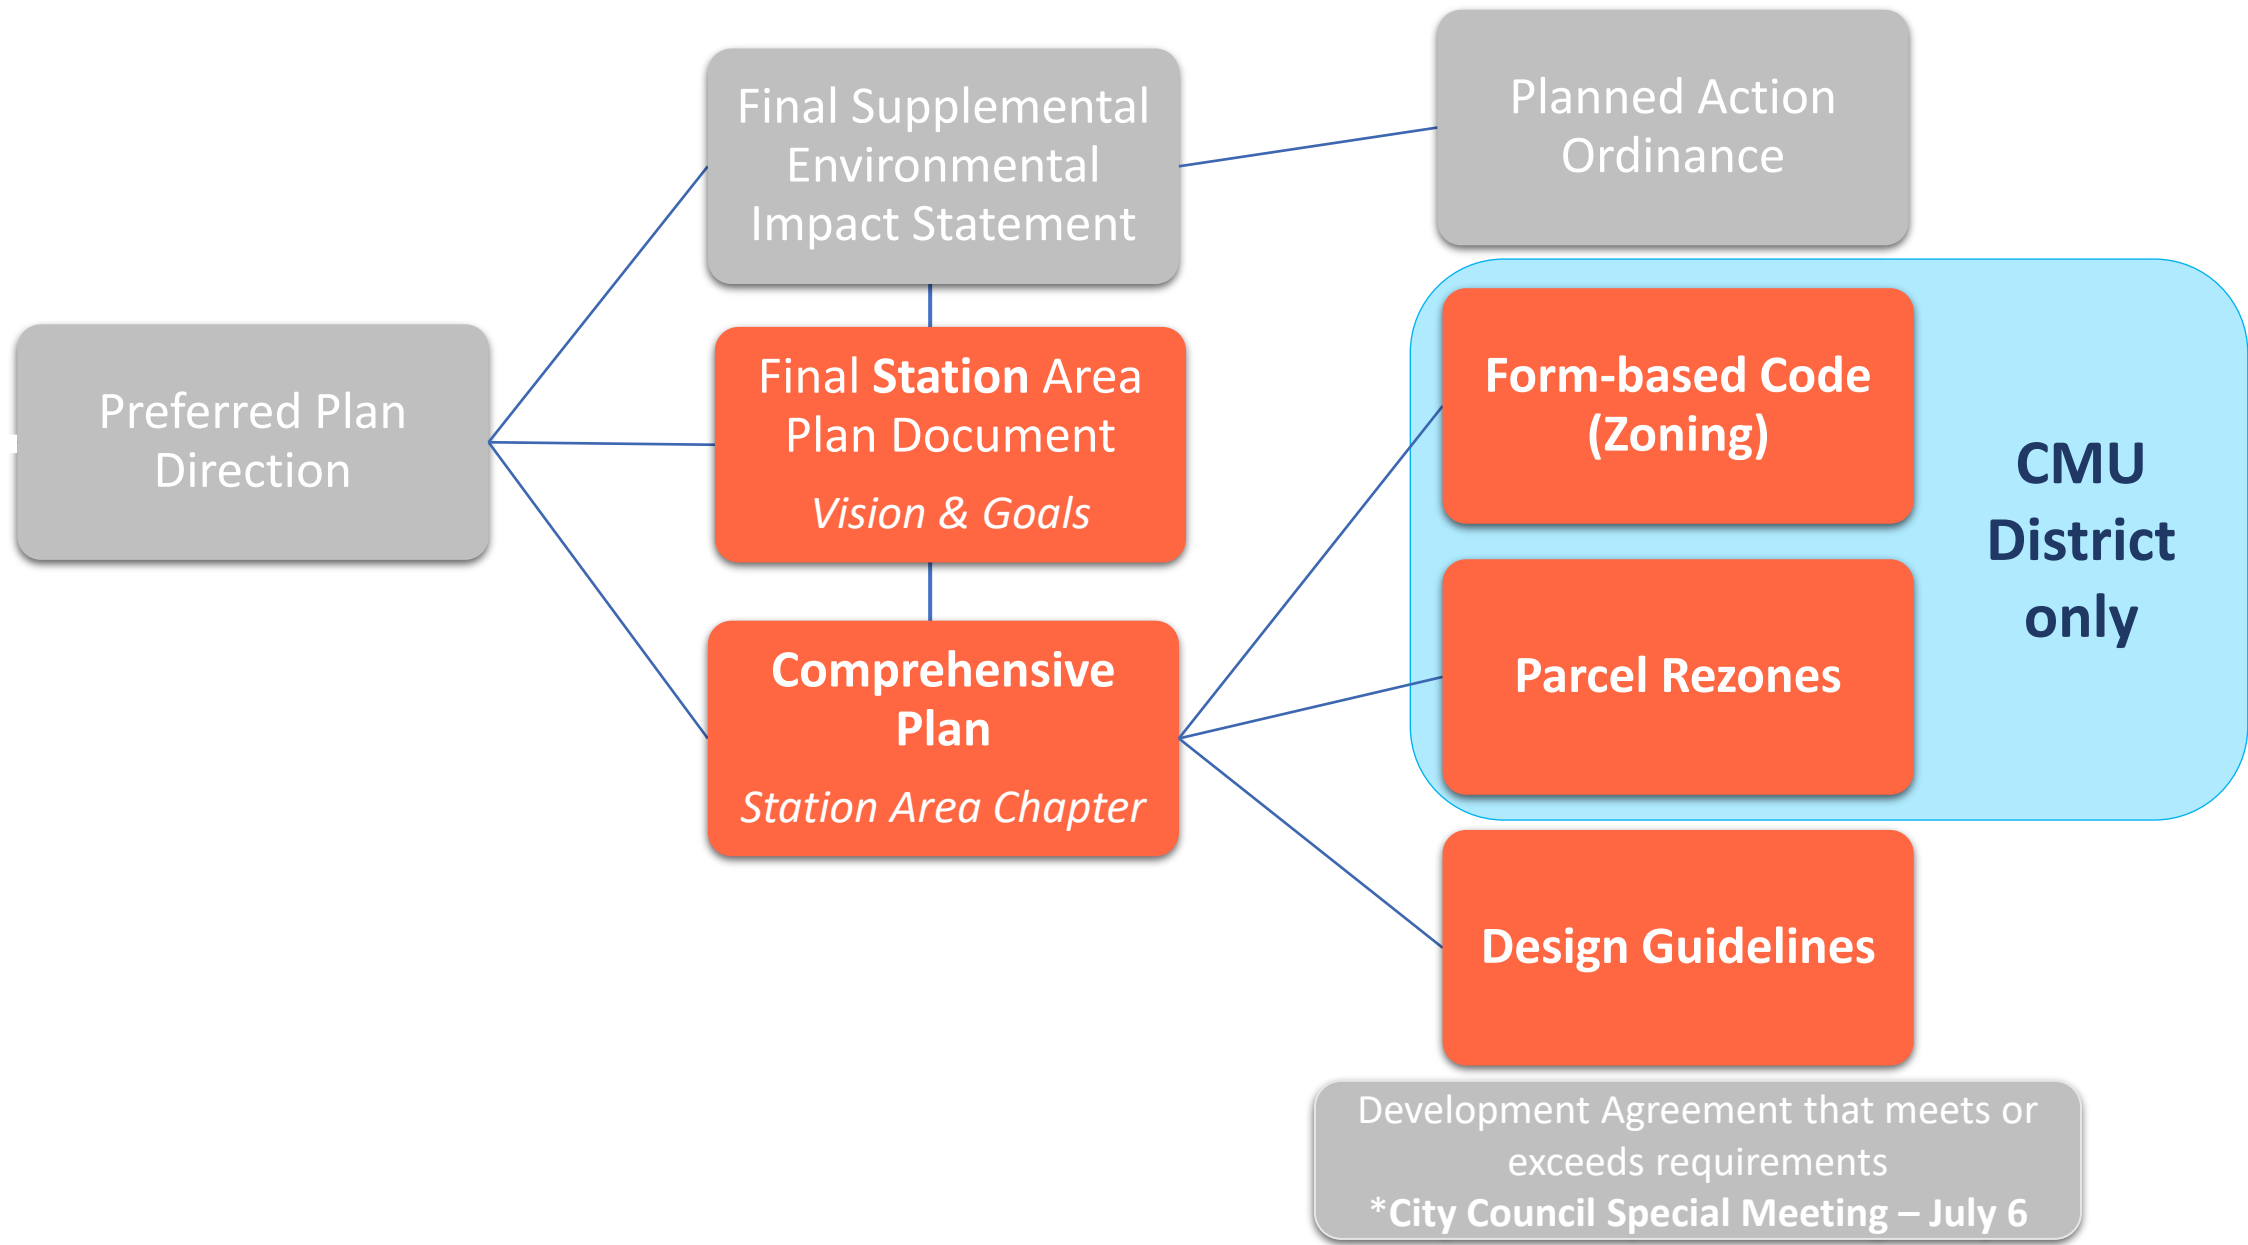 Preferred Plan
Direction
Final Supplemental
Environmental
Impact Statement
Final Station Area
Plan Document
Vision & Goals
Comprehensive
Plan
Station Area Chapter
Planned Action
Ordinance
Form-based Code
(Zoning)
Parcel Rezones
CMU
District
only
Design Guidelines
Development Agreement that meets or
exceeds requirements
*City Council Special Meeting – July 6